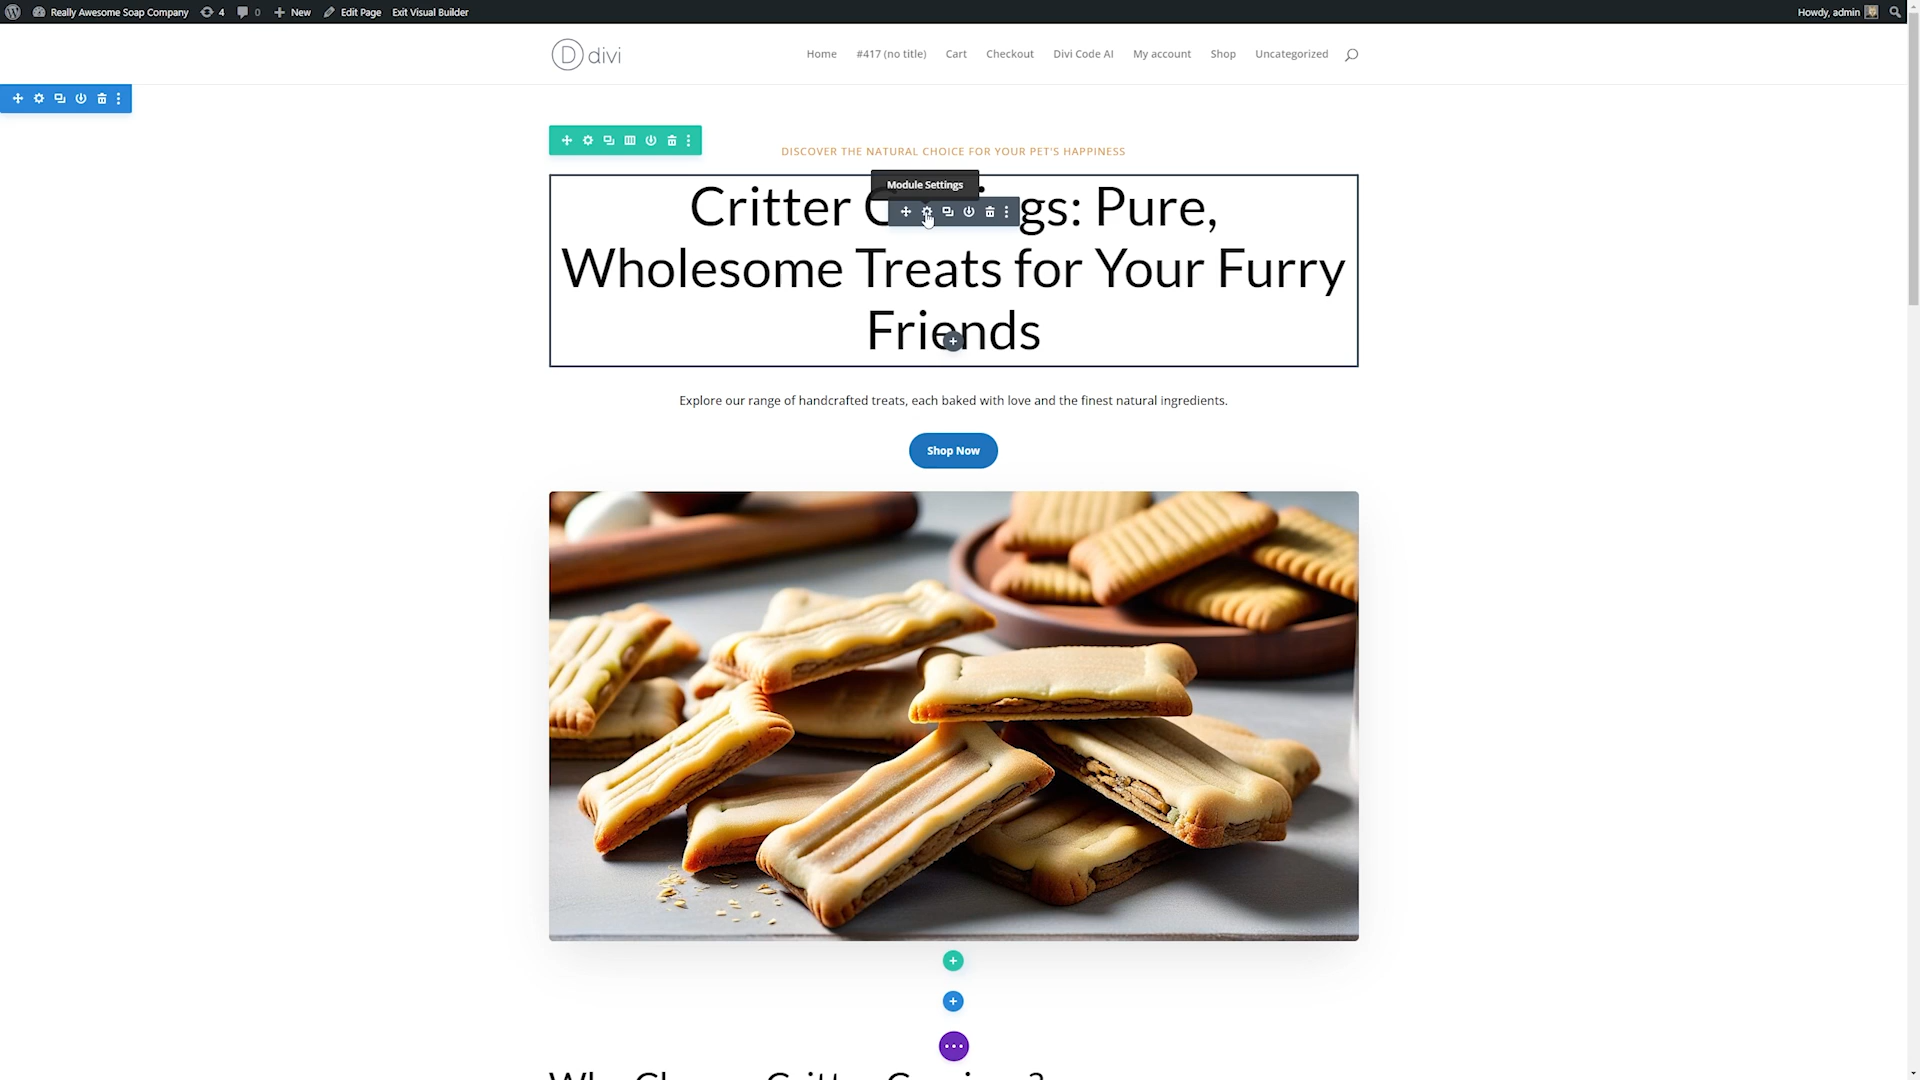 Really Awesome Soap Company 4 0 New Edit Page Exit Visual Builder Howdy, admin
D divi Home #417 (no title) Cart Checkout Divi Code AI My account Shop Uncategorized
DISCOVER THE NATURAL CHOICE FOR YOUR PET'S HAPPINESS
Module Settings
Critter gs: Pure,
Wholesome Treats for Your Furry
Friends
Explore our range of handcrafted treats, each baked with love and the finest natural ingredients.
Shop Now